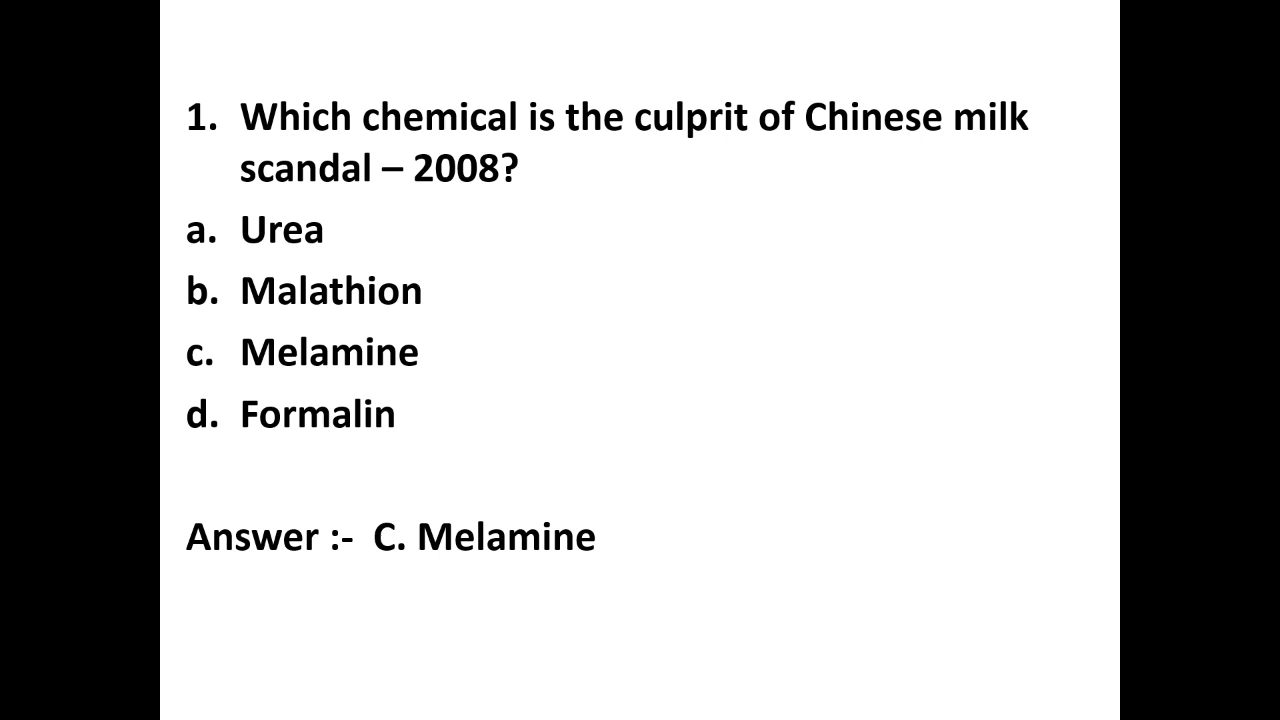 1. Which chemical is the culprit of Chinese milk
scandal – 2008?
a. Urea
b. Malathion
c. Melamine
d. Formalin
Answer :- C. Melamine